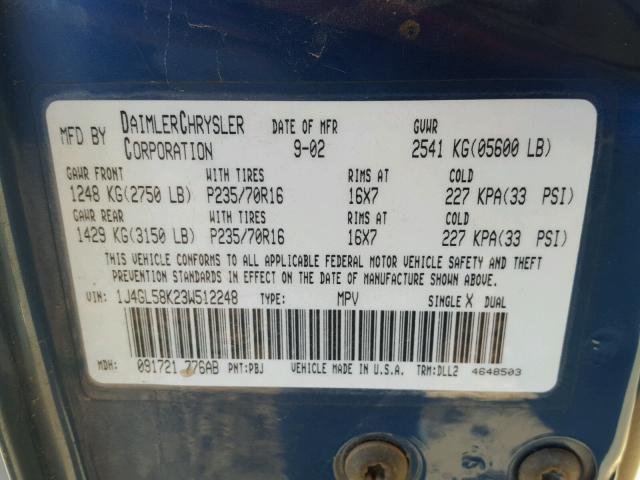 MFD BY DAIMLERCHRYSLER CORPORATION DATE OF MFR 9-02 GVWR 2541 KG(05600 LB)
GAWR FRONT WITH TIRES RIMS AT COLD
1248 KG(2750 LB) P235/70R16 16X7 227 KPA(33 PSI)
GAWR REAR WITH TIRES RIMS AT COLD
1429 KG(3150 LB) P235/70R16 16X7 227 KPA(33 PSI)
THIS VEHICLE CONFORMS TO ALL APPLICABLE FEDERAL MOTOR VEHICLE SAFETY AND THEFT
PREVENTION STANDARDS IN EFFECT ON THE DATE OF MANUFACTURE SHOWN ABOVE.
VIN: 1J4GL58K23W512248 TYPE: MPV SINGLE X DUAL
MDH: 091721 776AB PNT:PBJ VEHICLE MADE IN U.S.A. TRM:DLL2 4648503